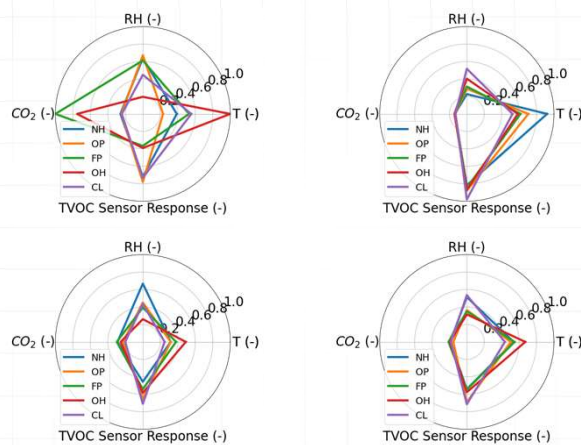 RH (-)
1.0
0.8
0.6
0.4
0.2
CO₂ (-)
T (-)
NH
OP
FP
OH
CL
TVOC Sensor Response (-)
RH (-)
1.0
0.8
0.6
0.4
0.2
CO₂ (-)
T (-)
NH
OP
FP
OH
CL
TVOC Sensor Response (-)
RH (-)
1.0
0.8
0.6
0.4
0.2
CO₂ (-)
T (-)
NH
OP
FP
OH
CL
TVOC Sensor Response (-)
RH (-)
1.0
0.8
0.6
0.4
0.2
CO₂ (-)
T (-)
NH
OP
FP
OH
CL
TVOC Sensor Response (-)